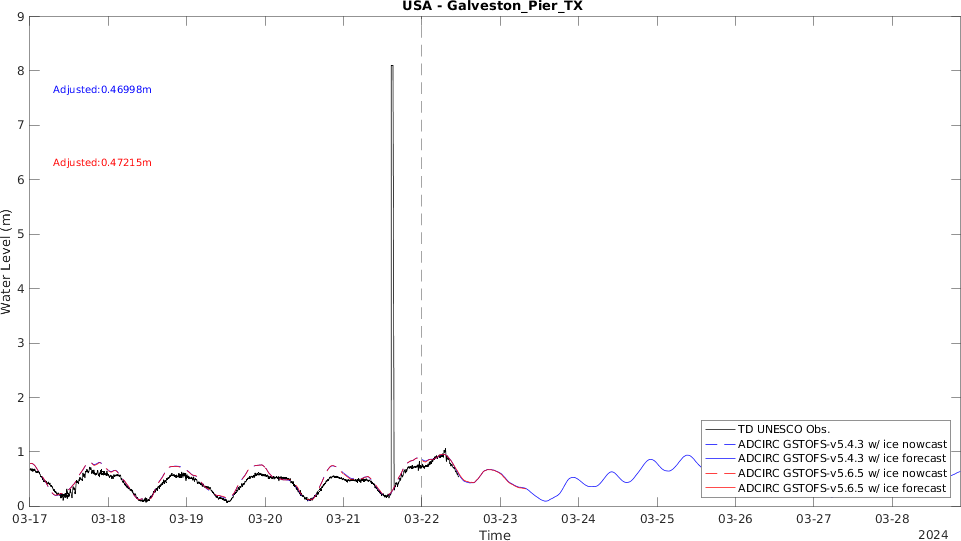 USA - Galveston_Pier_TX
9
8
Adjusted:0.46998m
7
Adjusted:0.47215m
6
5
Water Level (m)
4
3
2
1
0
TD UNESCO Obs.
ADCIRC GSTOFS-v5.4.3 w/ ice nowcast
ADCIRC GSTOFS-v5.4.3 w/ ice forecast
ADCIRC GSTOFS-v5.6.5 w/ ice nowcast
ADCIRC GSTOFS-v5.6.5 w/ ice forecast
03-17 03-18 03-19 03-20 03-21 03-22 03-23 03-24 03-25 03-26 03-27 03-28
Time
2024